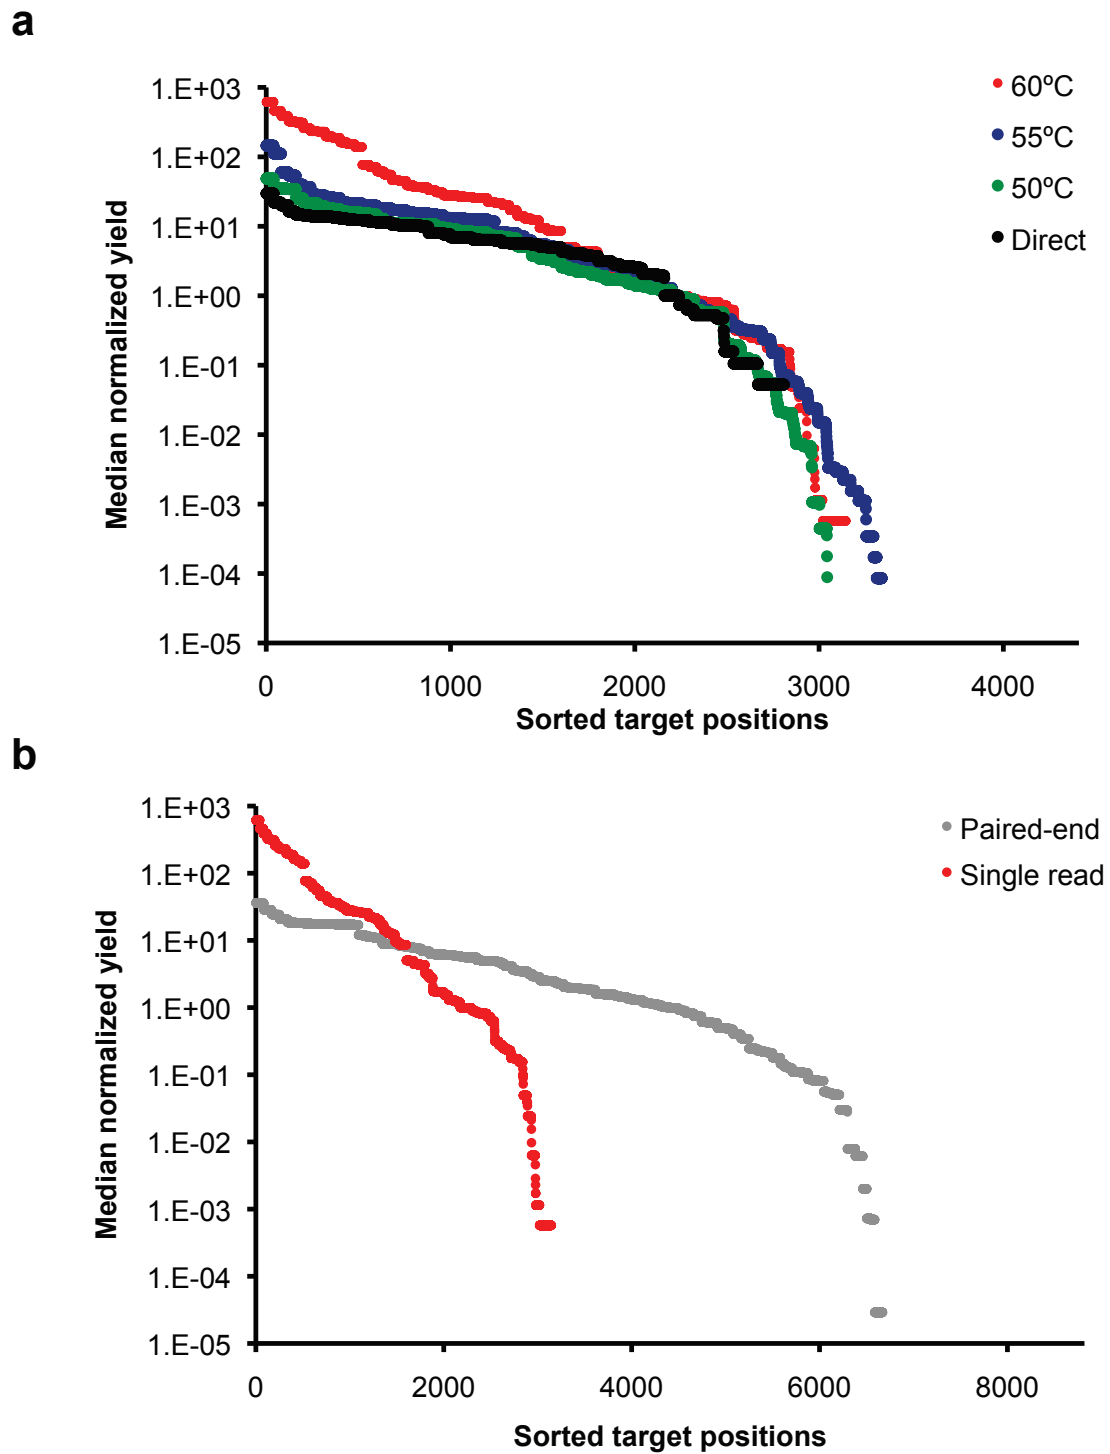 a
1.E+03
1.E+02
1.E+01
1.E+00
1.E-01
1.E-02
1.E-03
1.E-04
1.E-05
Median normalized yield
60ºC
55ºC
50ºC
Direct
0 1000 2000 3000 4000
Sorted target positions
b
1.E+03
1.E+02
1.E+01
1.E+00
1.E-01
1.E-02
1.E-03
1.E-04
1.E-05
Median normalized yield
Paired-end
Single read
0 2000 4000 6000 8000
Sorted target positions